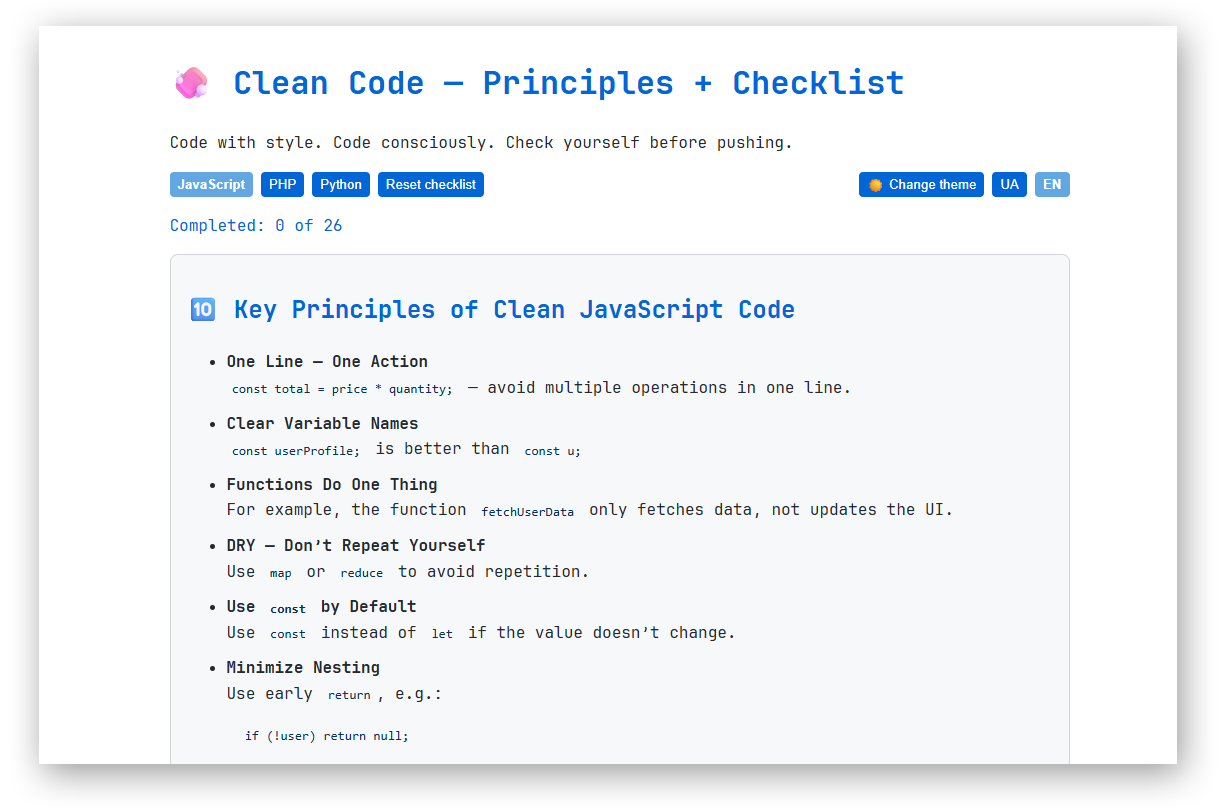 Clean Code — Principles + Checklist
Code with style. Code consciously. Check yourself before pushing.
JavaScript PHP Python Reset checklist Change theme UA EN
Completed: 0 of 26
🔟 Key Principles of Clean JavaScript Code
• One Line — One Action
const total = price * quantity; — avoid multiple operations in one line.
• Clear Variable Names
const userProfile; is better than const u;
• Functions Do One Thing
For example, the function fetchUserData only fetches data, not updates the UI.
• DRY — Don’t Repeat Yourself
Use map or reduce to avoid repetition.
• Use const by Default
Use const instead of let if the value doesn’t change.
• Minimize Nesting
Use early return, e.g.:
if (!user) return null;